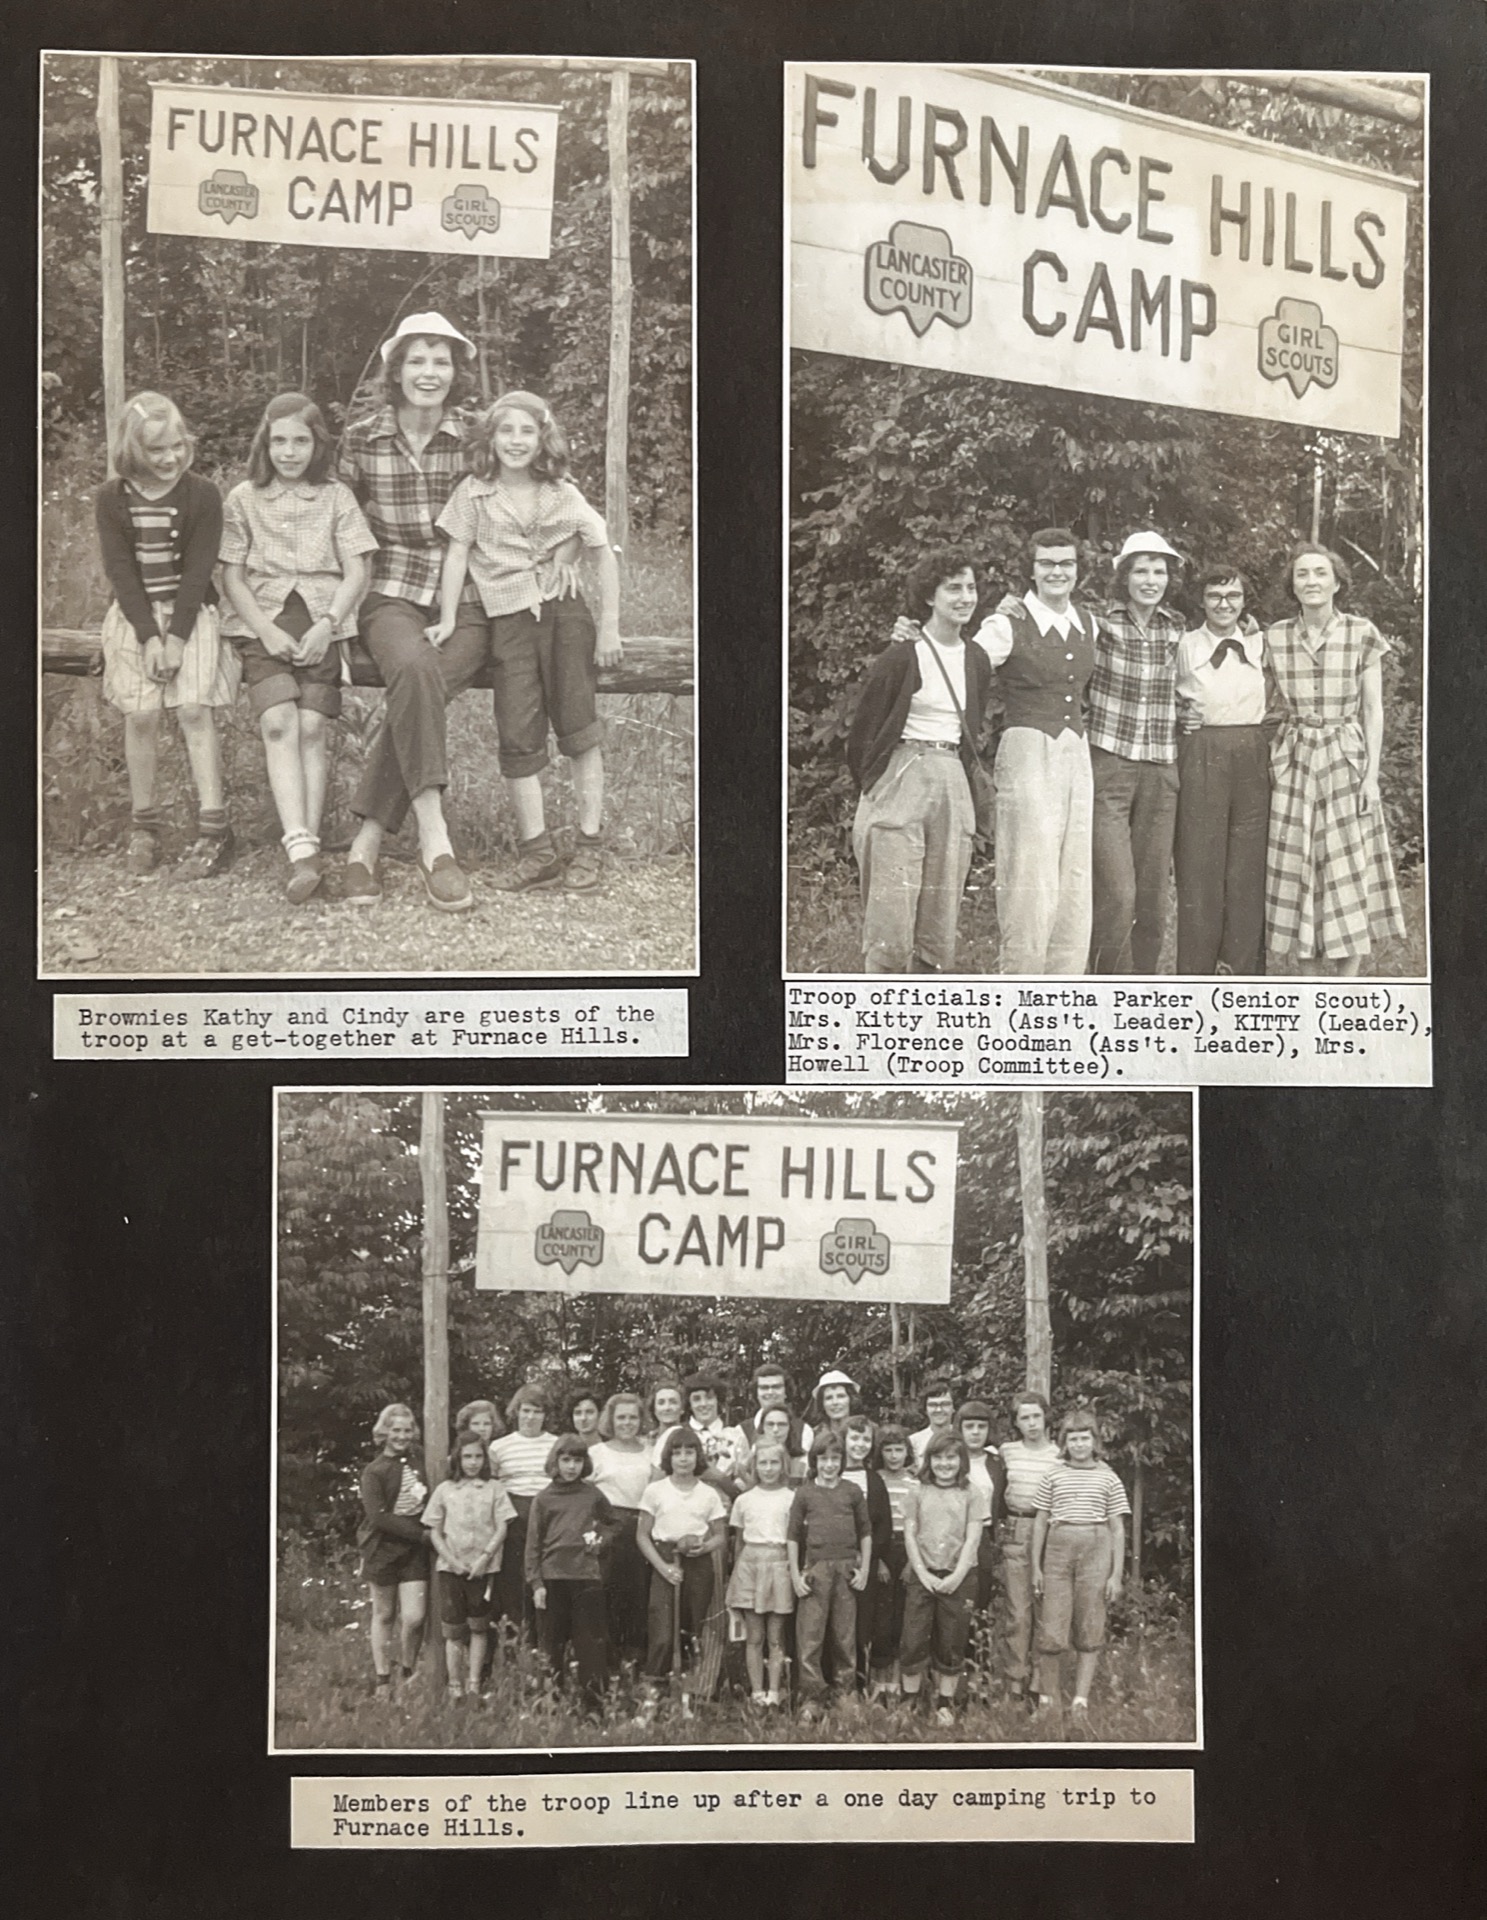 FURNACE HILLS
LANCASTER
COUNTY
CAMP
GIRL
SCOUTS
Brownies Kathy and Cindy are guests of the
troop at a get-together at Furnace Hills.
FURNACE HILLS
LANCASTER
COUNTY
CAMP
GIRL
SCOUTS
Troop officials: Martha Parker (Senior Scout),
Mrs. Kitty Ruth (Ass't. Leader), KITTY (Leader),
Mrs. Florence Goodman (Ass't. Leader), Mrs.
Howell (Troop Committee).
FURNACE HILLS
LANCASTER
COUNTY
CAMP
GIRL
SCOUTS
Members of the troop line up after a one day camping trip to
Furnace Hills.